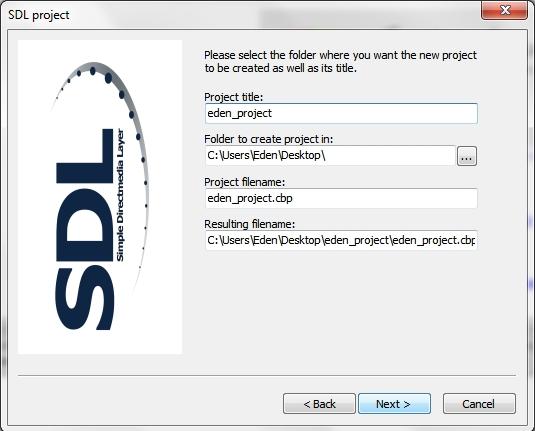 SDL project
Please select the folder where you want the new project
to be created as well as its title.
Project title:
eden_project
Folder to create project in:
C:\Users\Eden\Desktop\
...
Project filename:
eden_project.cbp
Resulting filename:
C:\Users\Eden\Desktop\eden_project\eden_project.cbp
SDL
Simple Directmedia Layer
< Back
Next >
Cancel